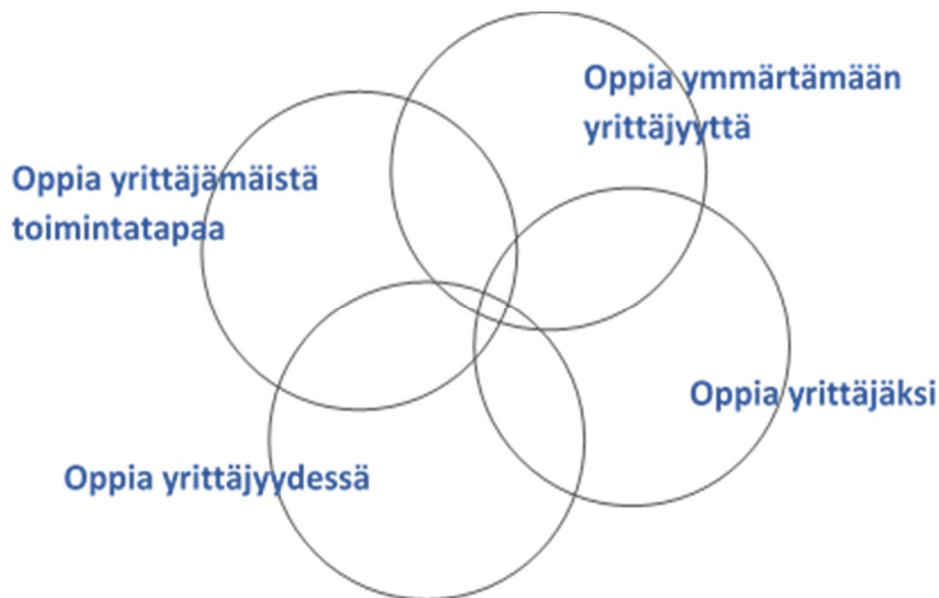 Oppia ymmärtämään
yrittäjyyttä
Oppia yrittäjämäistä
toimintatapaa
Oppia yrittäjäksi
Oppia yrittäjyydessä